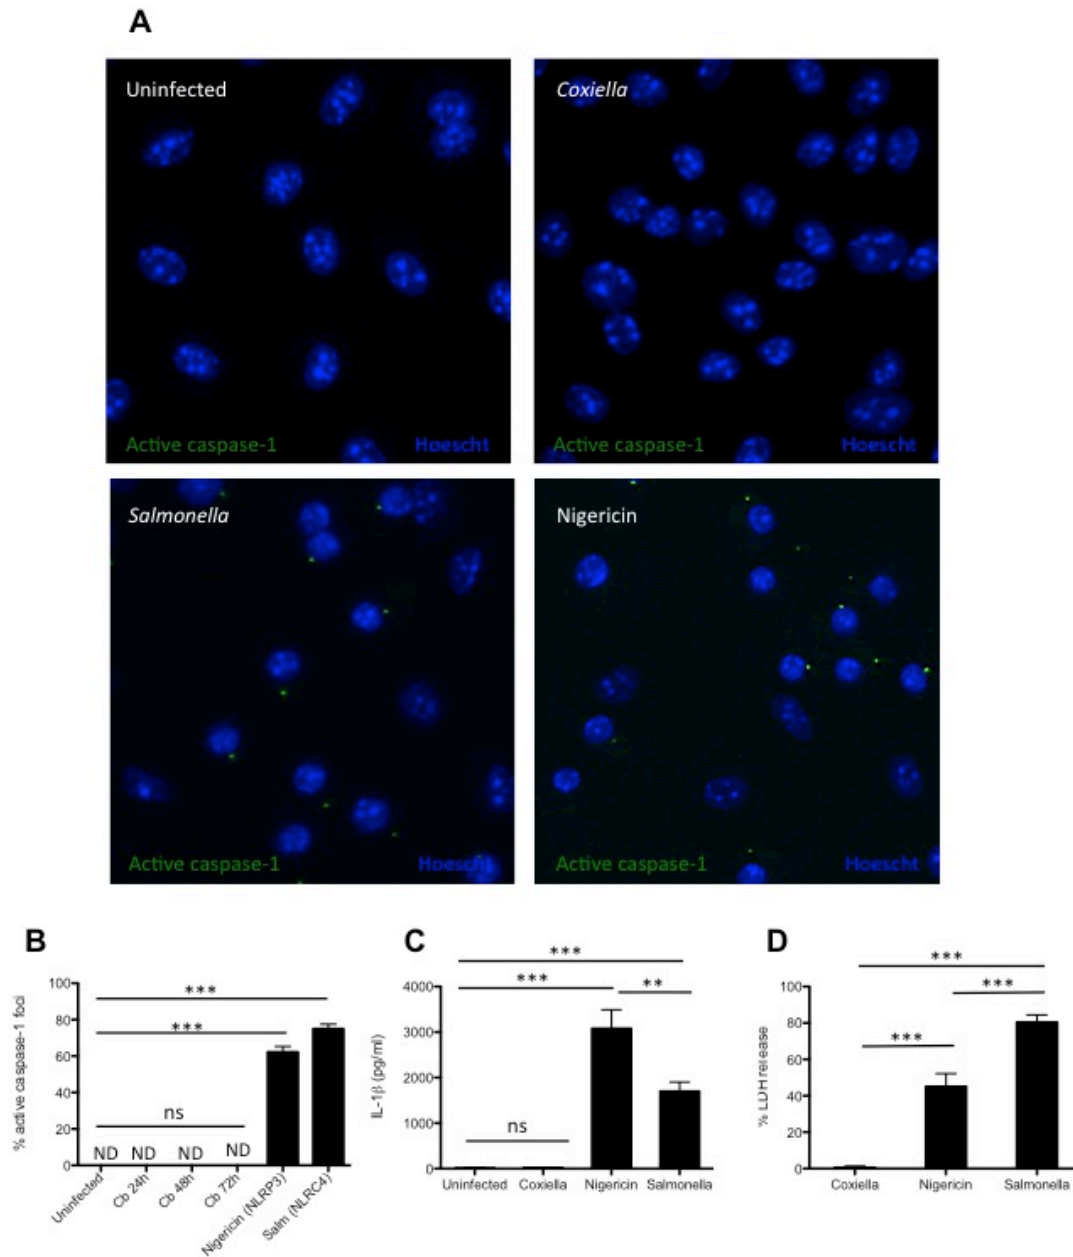 A
Uninfected
Coxiella
Active caspase-1
Hoescht
Active caspase-1
Hoescht
Salmonella
Nigericin
Active caspase-1
Hoescht
Active caspase-1
Hoescht
B
% active caspase-1 foci
100
80
60
40
20
0
***
***
ns
ND
ND
ND
ND
Uninfected
Cb 24h
Cb 48h
Cb 72h
Nigericin (NLRP3)
Salm (NLRC4)
C
IL-1β (pg/ml)
4000
3000
2000
1000
0
***
***
**
ns
Uninfected
Coxiella
Nigericin
Salmonella
D
% LDH release
100
80
60
40
20
0
***
***
***
Coxiella
Nigericin
Salmonella